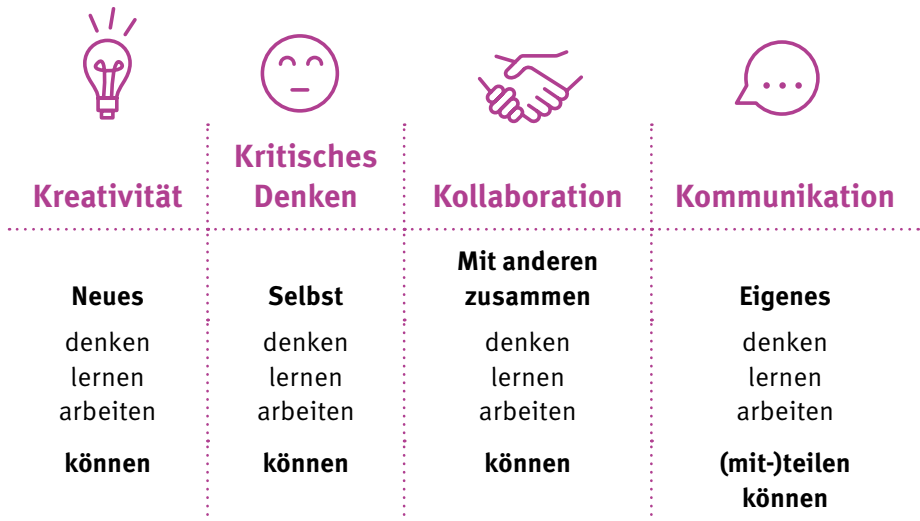 Kreativität
Kritisches
Denken
Kollaboration
Kommunikation
Neues
denken
lernen
arbeiten
können
Selbst
denken
lernen
arbeiten
können
Mit anderen
zusammen
denken
lernen
arbeiten
können
Eigenes
denken
lernen
arbeiten
(mit-)teilen
können